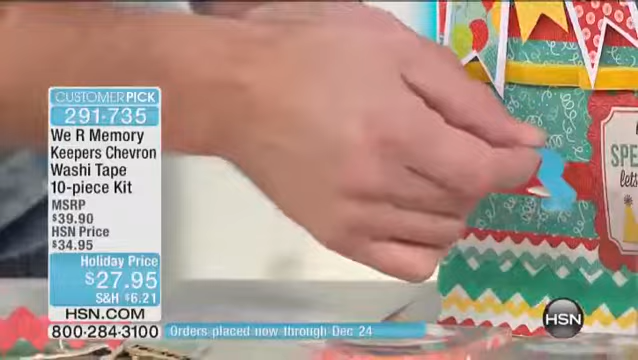 CUSTOMER PICK
291-735
We R Memory
Keepers Chevron
Washi Tape
10-piece Kit
MSRP
$39.90
HSN Price
$34.95
Holiday Price
$27.95
S&H $6.21
HSN.COM
800-284-3100
Orders placed now through Dec 24
HSN